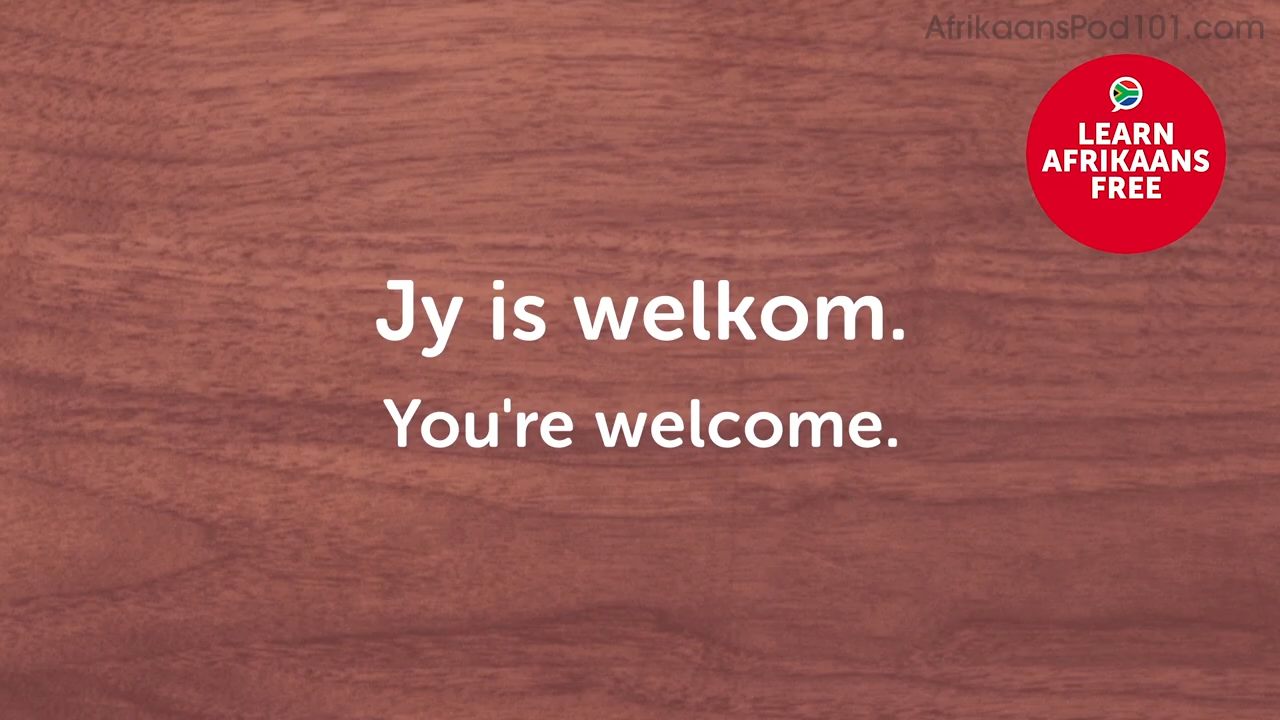 AfrikaansPod101.com
LEARN
AFRIKAANS
FREE
Jy is welkom.
You're welcome.